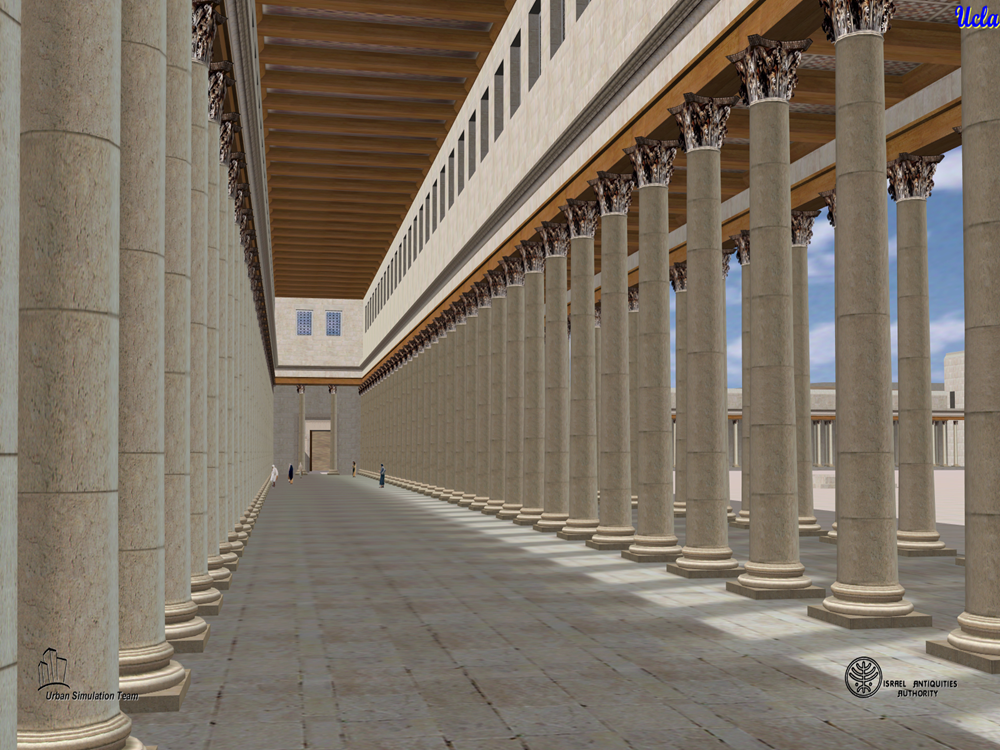 Ucla
Urban Simulation Team
ISRAEL ANTIQUITIES
AUTHORITY